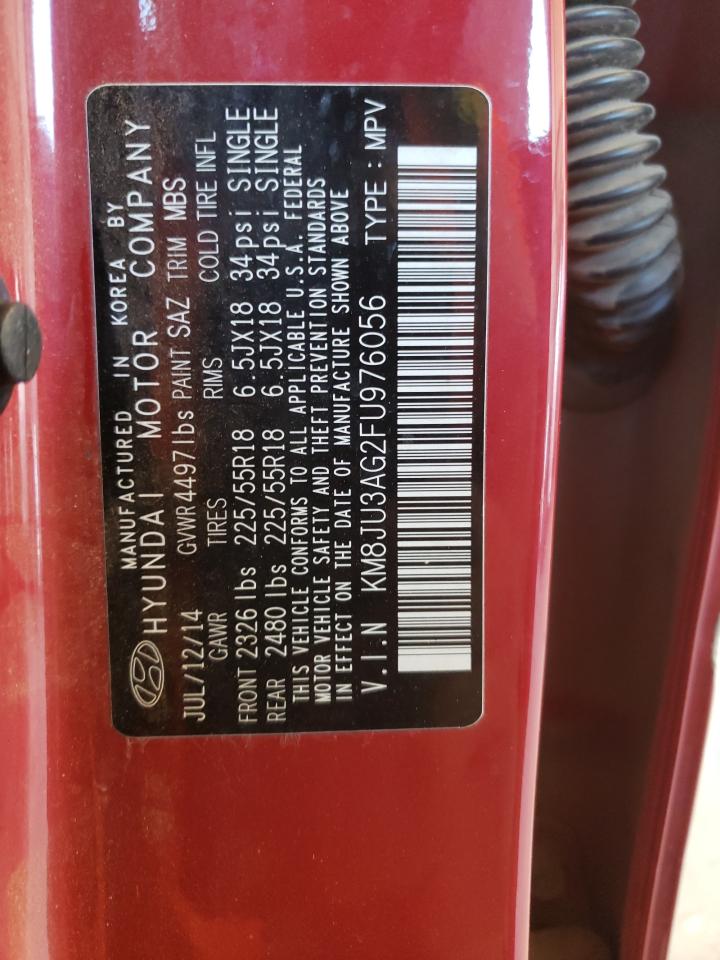 MANUFACTURED IN KOREA BY
HYUNDAI MOTOR COMPANY
JUL/12/14 GVWR4497lbs PAINT SAZ TRIM MBS
GAWR TIRES RIMS COLD TIRE INFL
FRONT 2326 lbs 225/55R18 6.5JX18 34psi SINGLE
REAR 2480 lbs 225/55R18 6.5JX18 34psi SINGLE
THIS VEHICLE CONFORMS TO ALL APPLICABLE U.S.A. FEDERAL
MOTOR VEHICLE SAFETY AND THEFT PREVENTION STANDARDS
IN EFFECT ON THE DATE OF MANUFACTURE SHOWN ABOVE
V.I.N KM8JU3AG2FU976056 TYPE : MPV